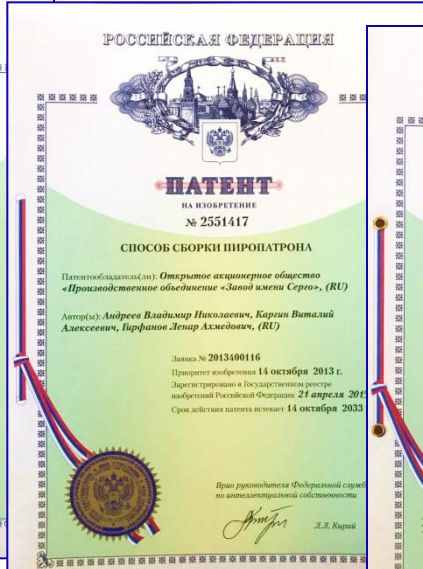 РОССИЙСКАЯ ФЕДЕРАЦИЯ
ПАТЕНТ
НА ИЗОБРЕТЕНИЕ
№ 2551417
СПОСОБ СБОРКИ ПИРОПАТРОНА
Патентообладатель(ли): Открытое акционерное общество
«Производственное объединение «Завод имени Серго», (RU)
Автор(ы): Андреев Владимир Николаевич, Каргин Виталий
Алексеевич, Гирфанов Ленар Ахмедович, (RU)
Заявка № 2013400116
Приоритет изобретения 14 октября 2013 г.
Зарегистрировано в Государственном реестре
изобретений Российской Федерации 21 апреля 201
Срок действия патента истекает 14 октября 2033
Врио руководителя Федеральной служб
по интеллектуальной собственности
Л.Л. Кирий